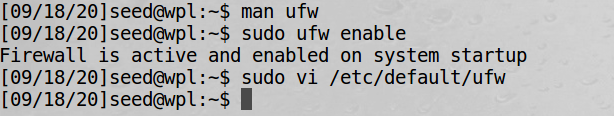 [09/18/20]seed@wpl:~$ man ufw
[09/18/20]seed@wpl:~$ sudo ufw enable
Firewall is active and enabled on system startup
[09/18/20]seed@wpl:~$ sudo vi /etc/default/ufw
[09/18/20]seed@wpl:~$